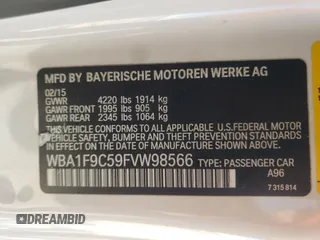 MFD BY BAYERISCHE MOTOREN WERKE AG
02/15
GVWR 4220 lbs 1914 kg
GAWR FRONT 1995 lbs 905 kg
GAWR REAR 2345 lbs 1064 kg
THIS VEHICLE CONFORMS TO ALL APPLICABLE U.S. FEDERAL MOTOR
VEHICLE SAFETY, BUMPER, AND THEFT PREVENTION STANDARDS IN
EFFECT ON THE DATE OF MANUFACTURE SHOWN ABOVE.
WBA1F9C59FVW98566 TYPE: PASSENGER CAR
A96
7 315 814
DREAMBID